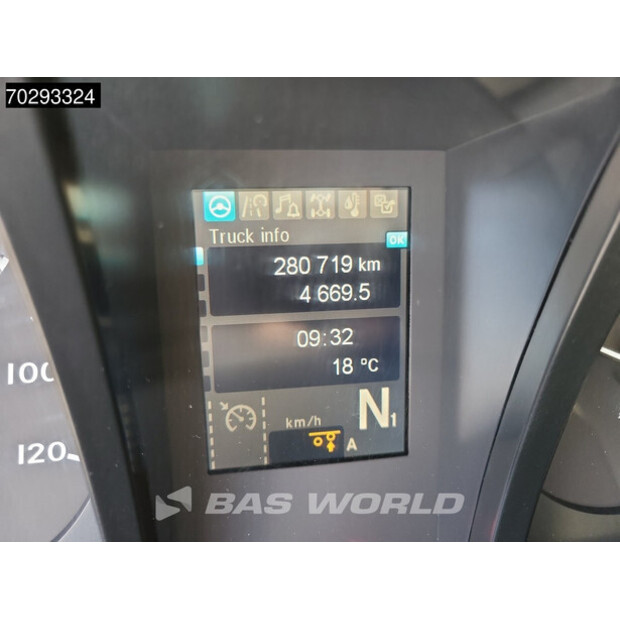 70293324
Truck info
OK
280 719 km
4 669.5
09:32
18 ºC
100
120
km/h
N1
A
BAS WORLD